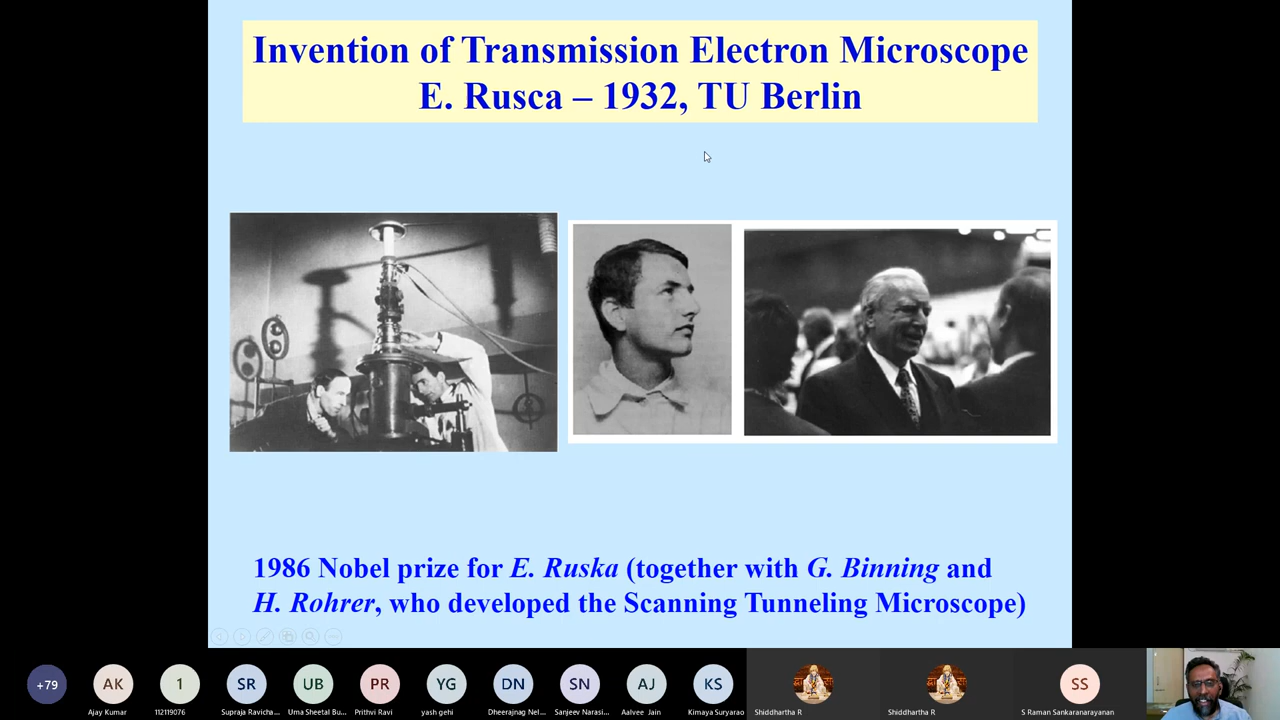 Invention of Transmission Electron Microscope
E. Rusca – 1932, TU Berlin
1986 Nobel prize for E. Ruska (together with G. Binning and
H. Rohrer, who developed the Scanning Tunneling Microscope)
+79
AK
1
SR
UB
PR
YG
DN
SN
AJ
KS
SS
Ajay Kumar
112119076
Supraja Ravicha...
Uma Sheetal Bu...
Prithvi Ravi
yash gehi
Dheerajnag Nel...
Sanjeev Narasi...
Aalvee Jain
Kimaya Suryarao
Shiddhartha R
Shiddhartha R
S Raman Sankaranarayanan